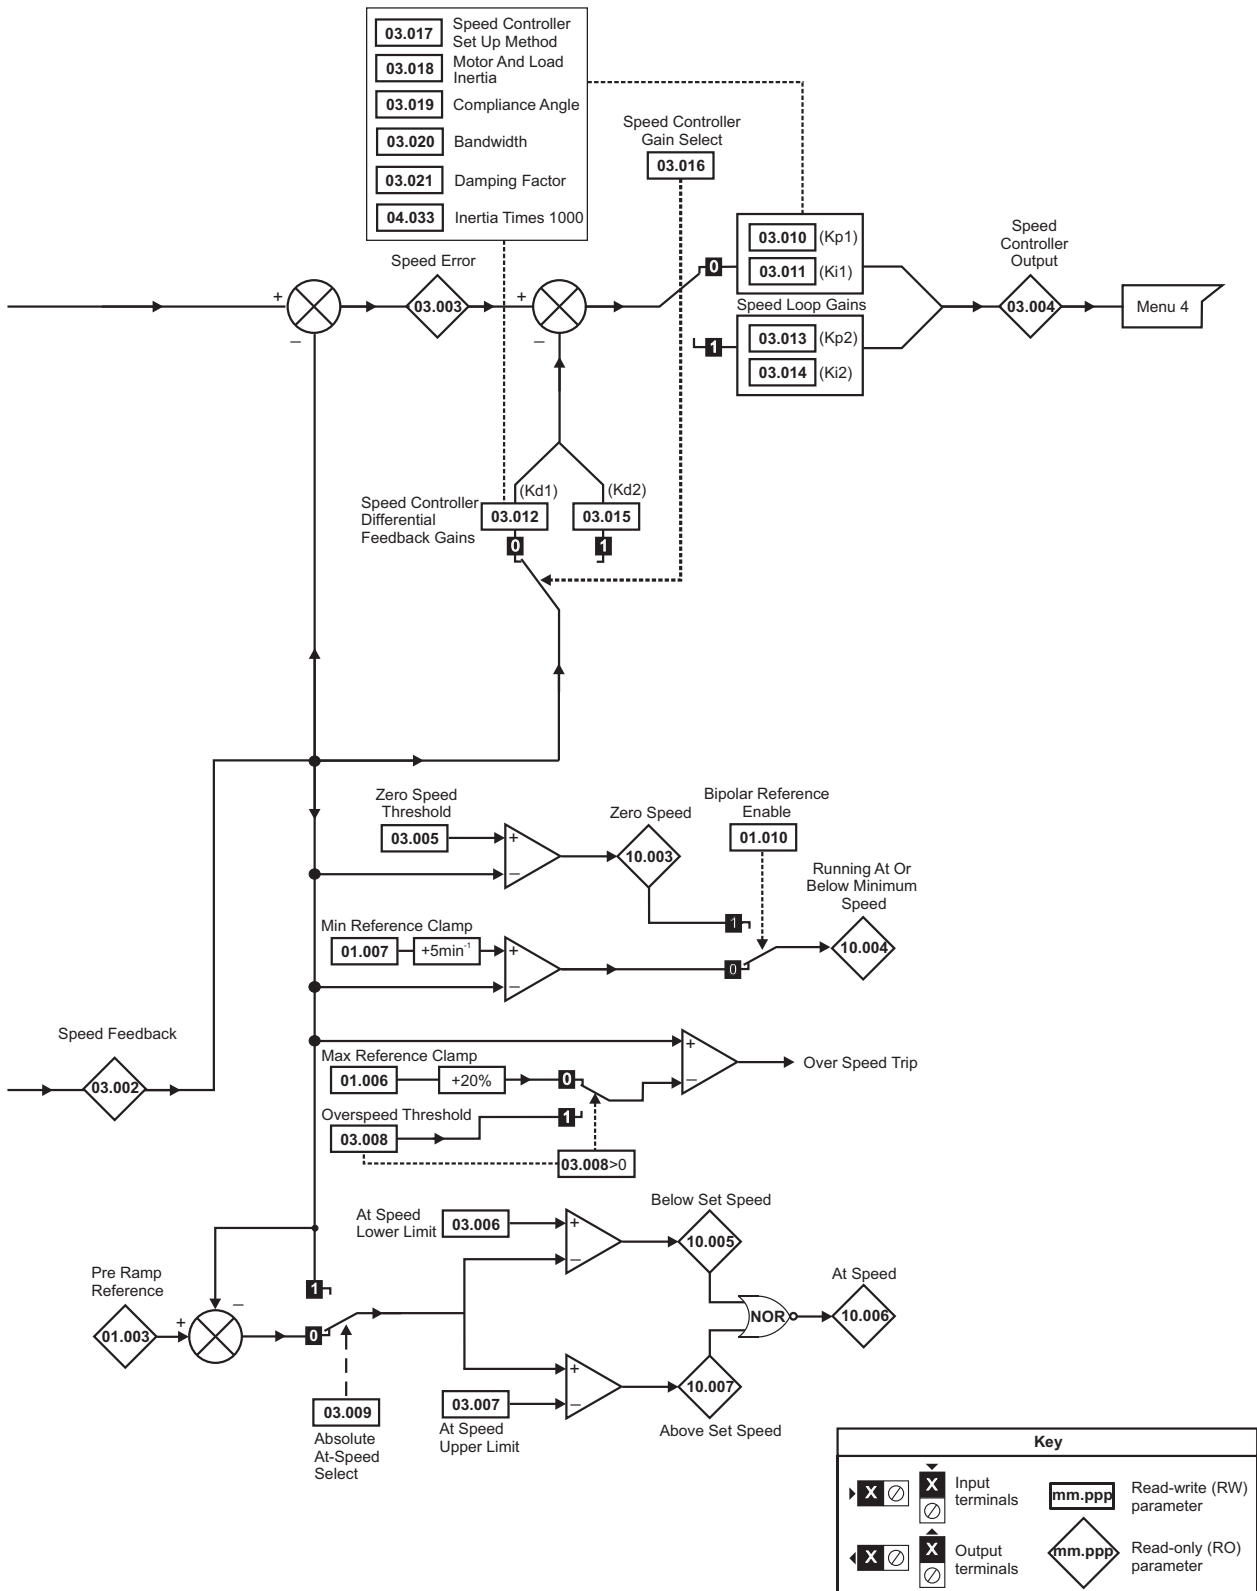 03.017 Speed Controller
Set Up Method
03.018 Motor And Load
Inertia
03.019 Compliance Angle
03.020 Bandwidth
03.021 Damping Factor
04.033 Inertia Times 1000
Speed Controller
Gain Select
03.016
Speed Error
+
03.003
+
–
–
0
03.010 (Kp1)
03.011 (Ki1)
Speed Loop Gains
1
03.013 (Kp2)
03.014 (Ki2)
Speed
Controller
Output
03.004
Menu 4
Speed Controller
Differential
Feedback Gains
(Kd1)
(Kd2)
03.012
03.015
0
1
Zero Speed
Threshold
03.005
+
–
Zero Speed
10.003
Bipolar Reference
Enable
01.010
Running At Or
Below Minimum
Speed
1
0
10.004
Min Reference Clamp
01.007
+5min⁻¹
+
–
Speed Feedback
03.002
Max Reference Clamp
01.006
+20%
0
Overspeed Threshold
03.008
1
03.008>0
+
–
Over Speed Trip
At Speed
Lower Limit
03.006
+
–
Below Set Speed
10.005
Pre Ramp
Reference
01.003
+
–
1
0
03.009
Absolute
At-Speed
Select
+
–
03.007
At Speed
Upper Limit
10.007
Above Set Speed
NOR
At Speed
10.006
Key
X
X
Input
terminals
mm.ppp
Read-write (RW)
parameter
X
X
Output
terminals
mm.ppp
Read-only (RO)
parameter